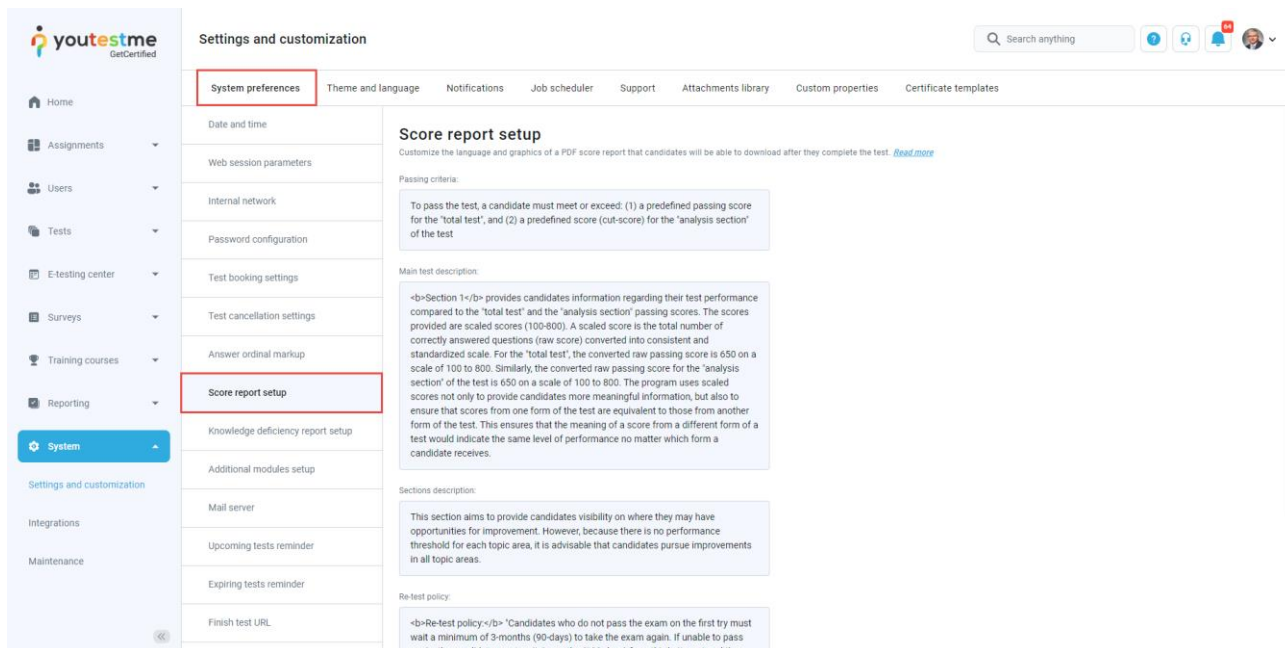 youtestme
GetCertified
Settings and customization
Search anything
64
System preferences
Theme and language
Notifications
Job scheduler
Support
Attachments library
Custom properties
Certificate templates
Home
Assignments
Users
Tests
E-testing center
Surveys
Training courses
Reporting
System
Settings and customization
Integrations
Maintenance
Date and time
Web session parameters
Internal network
Password configuration
Test booking settings
Test cancellation settings
Answer ordinal markup
Score report setup
Knowledge deficiency report setup
Additional modules setup
Mail server
Upcoming tests reminder
Expiring tests reminder
Finish test URL
Score report setup
Customize the language and graphics of a PDF score report that candidates will be able to download after they complete the test. Read more
Passing criteria:
To pass the test, a candidate must meet or exceed: (1) a predefined passing score
for the "total test", and (2) a predefined score (cut-score) for the "analysis section"
of the test
Main test description:
<b>Section 1</b> provides candidates information regarding their test performance
compared to the "total test" and the "analysis section" passing scores. The scores
provided are scaled scores (100-800). A scaled score is the total number of
correctly answered questions (raw score) converted into consistent and
standardized scale. For the "total test", the converted raw passing score is 650 on a
scale of 100 to 800. Similarly, the converted raw passing score for the "analysis
section" of the test is 650 on a scale of 100 to 800. The program uses scaled
scores not only to provide candidates more meaningful information, but also to
ensure that scores from one form of the test are equivalent to those from another
form of the test. This ensures that the meaning of a score from a different form of a
test would indicate the same level of performance no matter which form a
candidate receives.
Sections description:
This section aims to provide candidates visibility on where they may have
opportunities for improvement. However, because there is no performance
threshold for each topic area, it is advisable that candidates pursue improvements
in all topic areas.
Re-test policy:
<b>Re-test policy:</b> "Candidates who do not pass the exam on the first try must
wait a minimum of 3-months (90-days) to take the exam again. If unable to pass